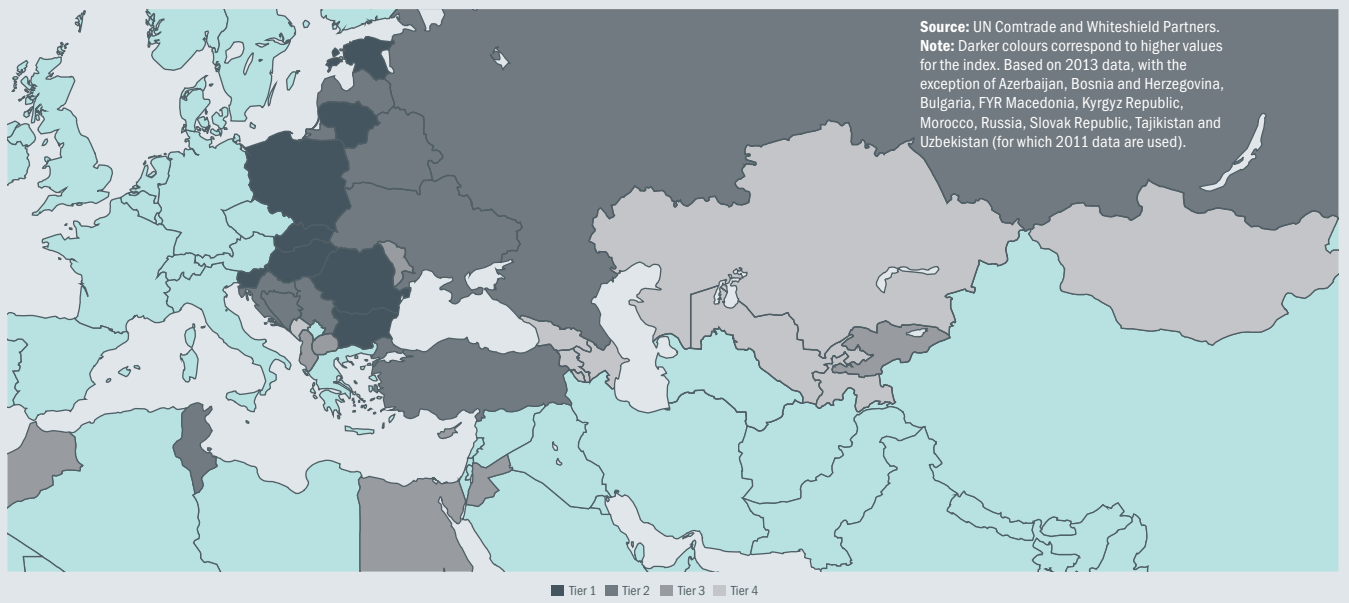 Source: UN Comtrade and Whiteshield Partners.
Note: Darker colours correspond to higher values
for the index. Based on 2013 data, with the
exception of Azerbaijan, Bosnia and Herzegovina,
Bulgaria, FYR Macedonia, Kyrgyz Republic,
Morocco, Russia, Slovak Republic, Tajikistan and
Uzbekistan (for which 2011 data are used).
Tier 1 Tier 2 Tier 3 Tier 4